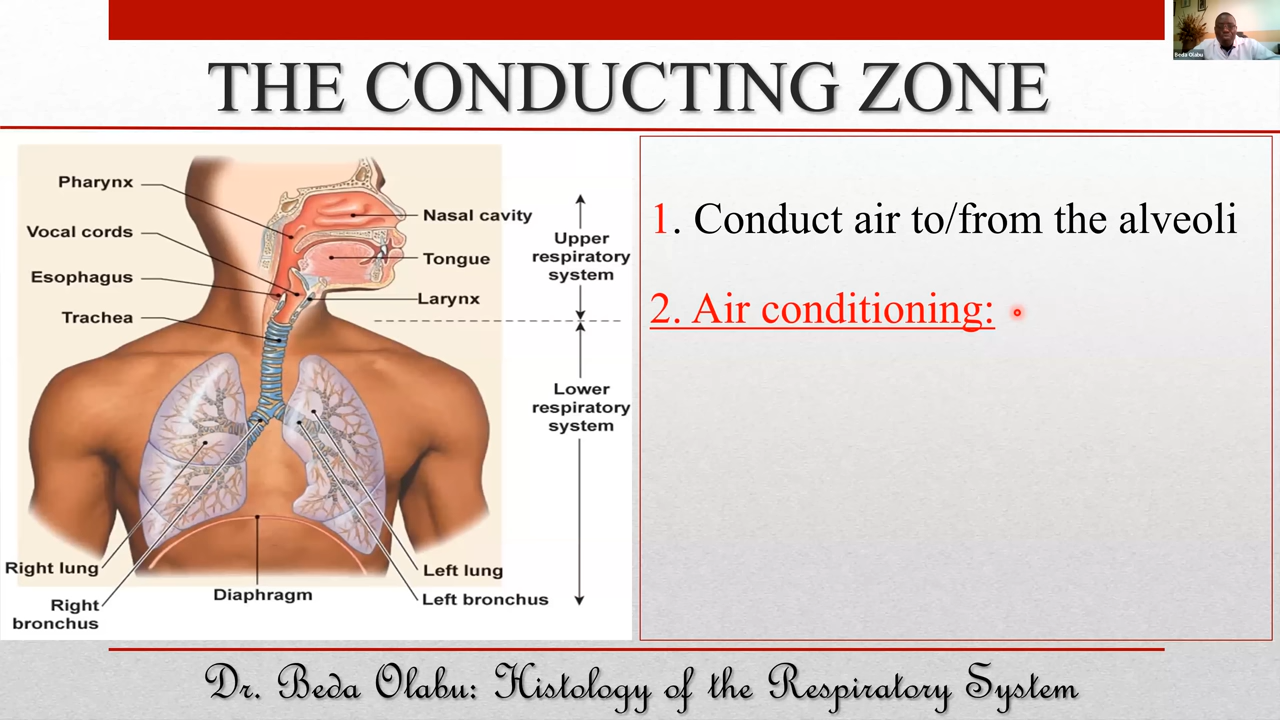 Beda Olabu
THE CONDUCTING ZONE
Pharynx
Vocal cords
Esophagus
Trachea
Nasal cavity
Tongue
Larynx
Upper
respiratory
system
Lower
respiratory
system
Right lung
Right
bronchus
Diaphragm
Left lung
Left bronchus
1. Conduct air to/from the alveoli
2. Air conditioning:
Dr. Beda Olabu: Histology of the Respiratory System